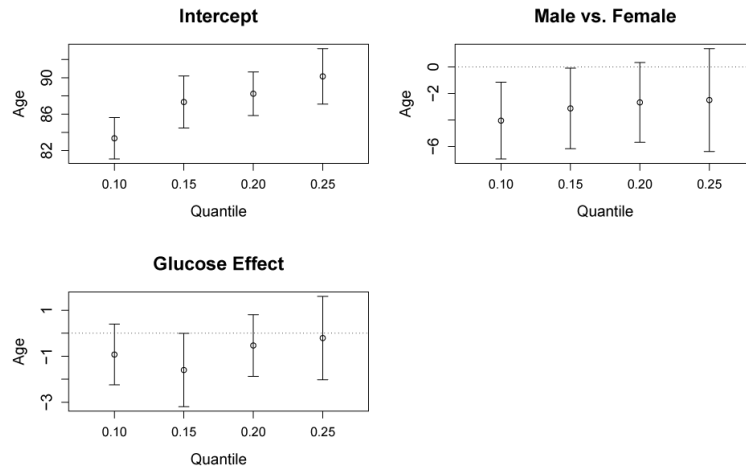 Intercept
Age
90
86
82
0.10 0.15 0.20 0.25
Quantile
Male vs. Female
Age
0
−2
−6
0.10 0.15 0.20 0.25
Quantile
Glucose Effect
Age
1
−1
−3
0.10 0.15 0.20 0.25
Quantile